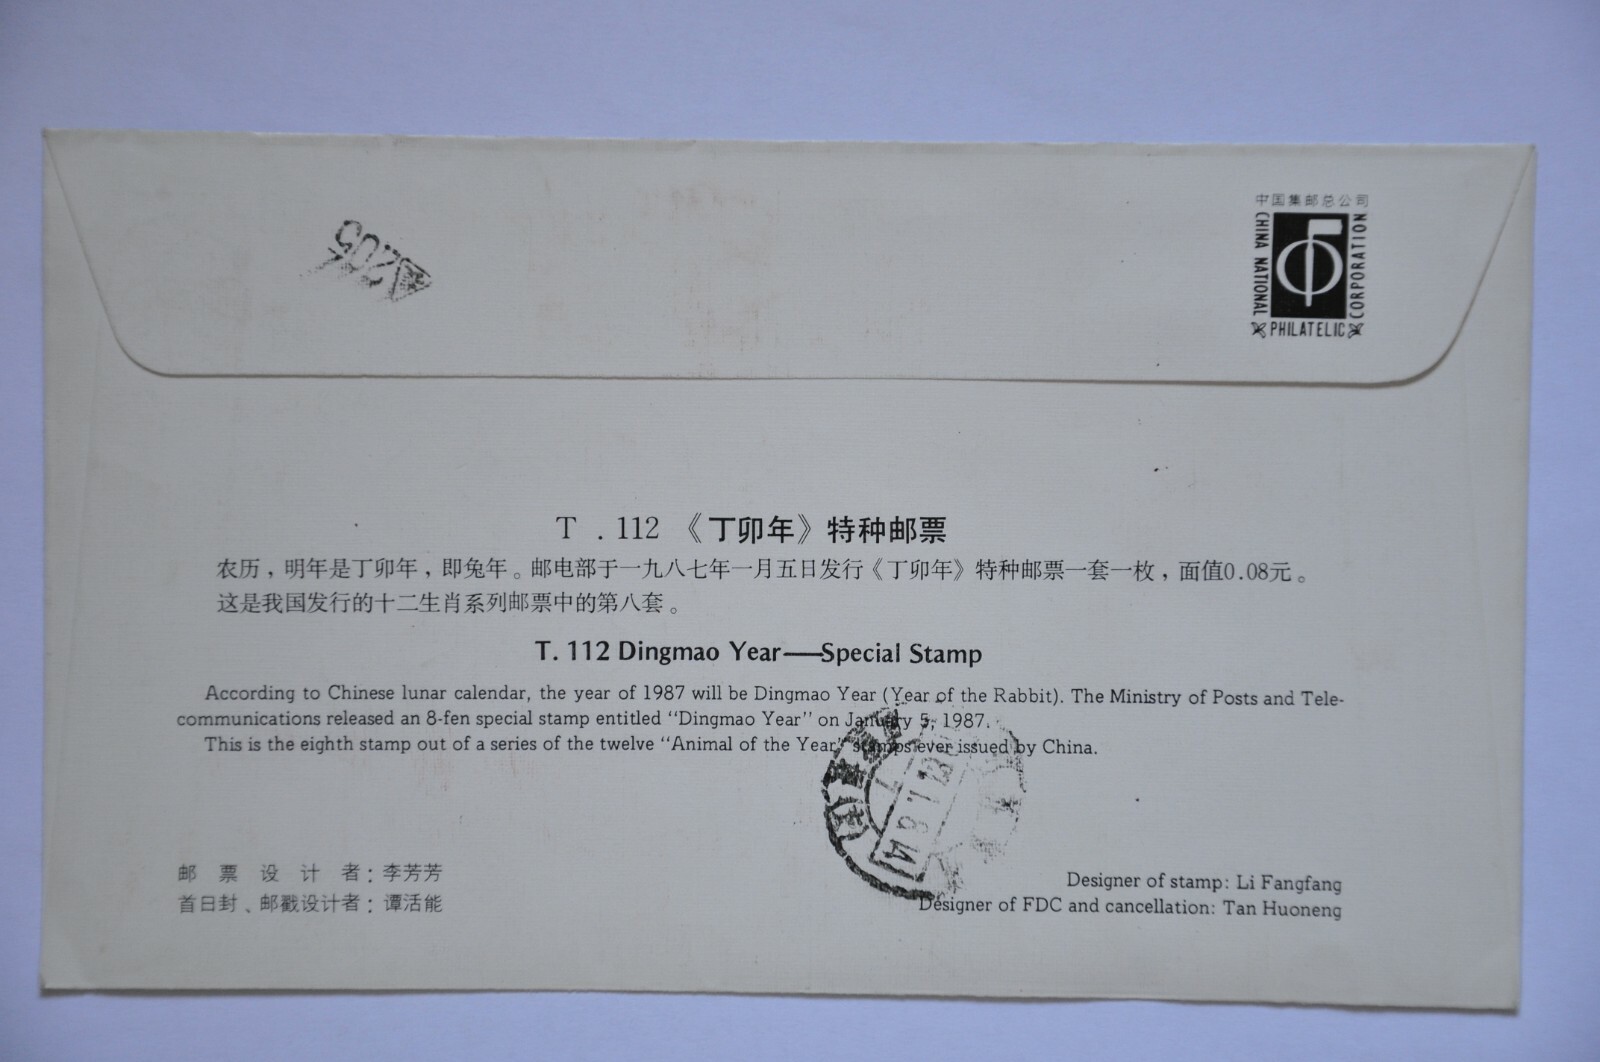 中国集邮总公司
CHINA NATIONAL
CORPORATION
PHILATELIC
T . 112 《丁卯年》特种邮票
农历，明年是丁卯年，即兔年。邮电部于一九八七年一月五日发行《丁卯年》特种邮票一套一枚，面值0.08元。
这是我国发行的十二生肖系列邮票中的第八套。
T. 112 Dingmao Year——Special Stamp
According to Chinese lunar calendar, the year of 1987 will be Dingmao Year (Year of the Rabbit). The Ministry of Posts and Tele-
communications released an 8-fen special stamp entitled "Dingmao Year" on January 5, 1987.
This is the eighth stamp out of a series of the twelve "Animal of the Year" stamps ever issued by China.
邮票设计者：李芳芳
首日封、邮戳设计者：谭活能
Designer of stamp: Li Fangfang
Designer of FDC and cancellation: Tan Huoneng